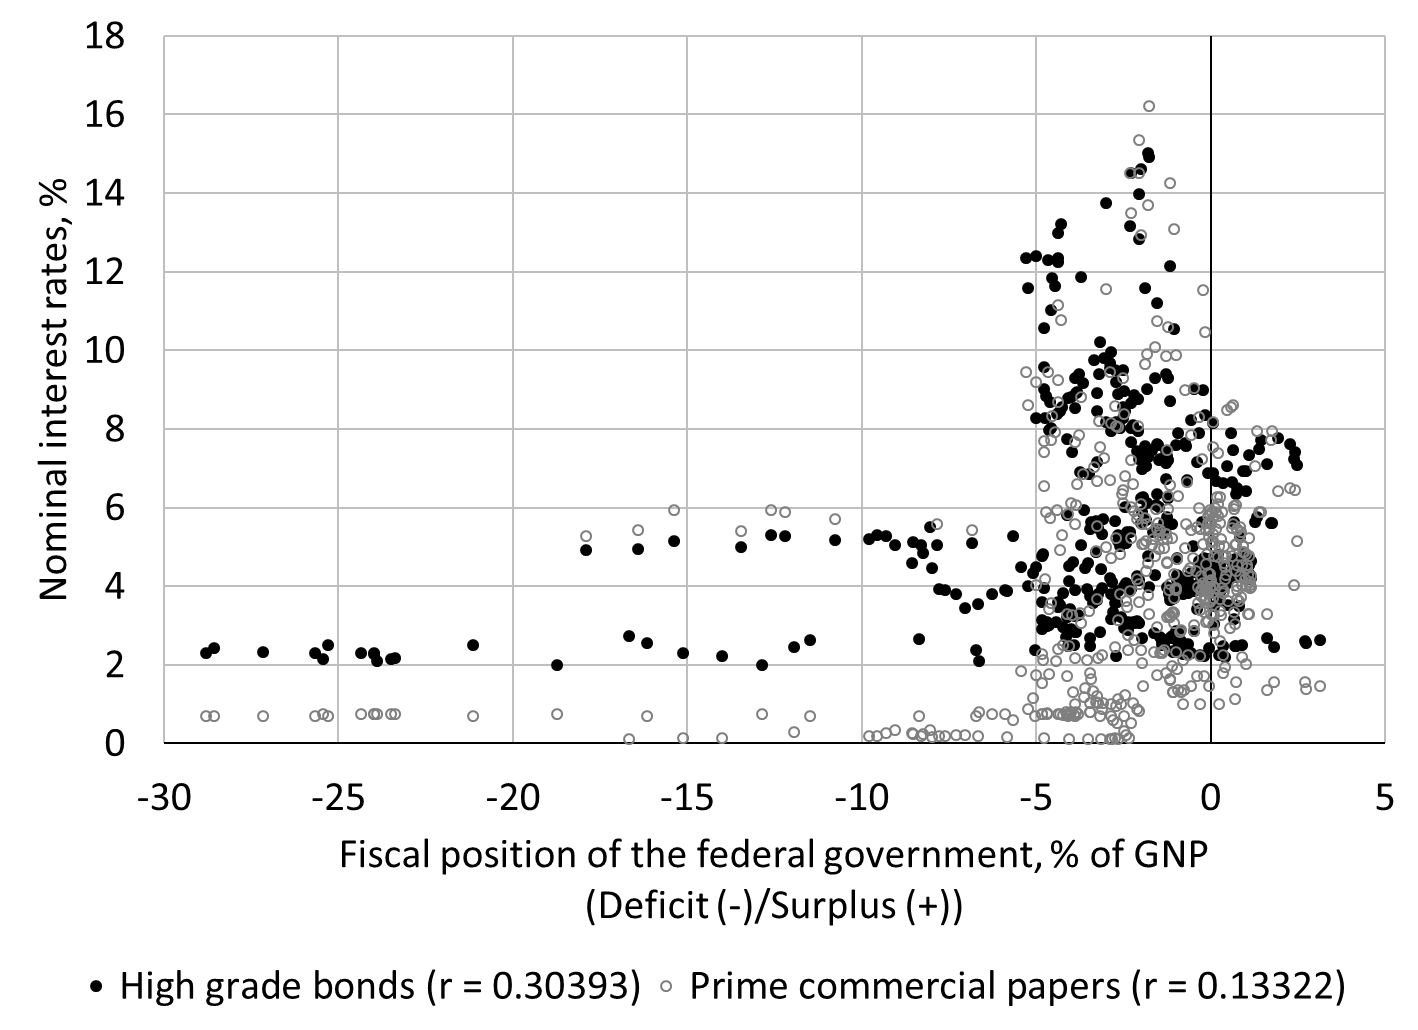 18
16
14
12
10
8
6
4
2
0
Nominal interest rates, %
-30 -25 -20 -15 -10 -5 0 5
Fiscal position of the federal government, % of GNP
(Deficit (-)/Surplus (+))
High grade bonds (r = 0.30393) Prime commercial papers (r = 0.13322)